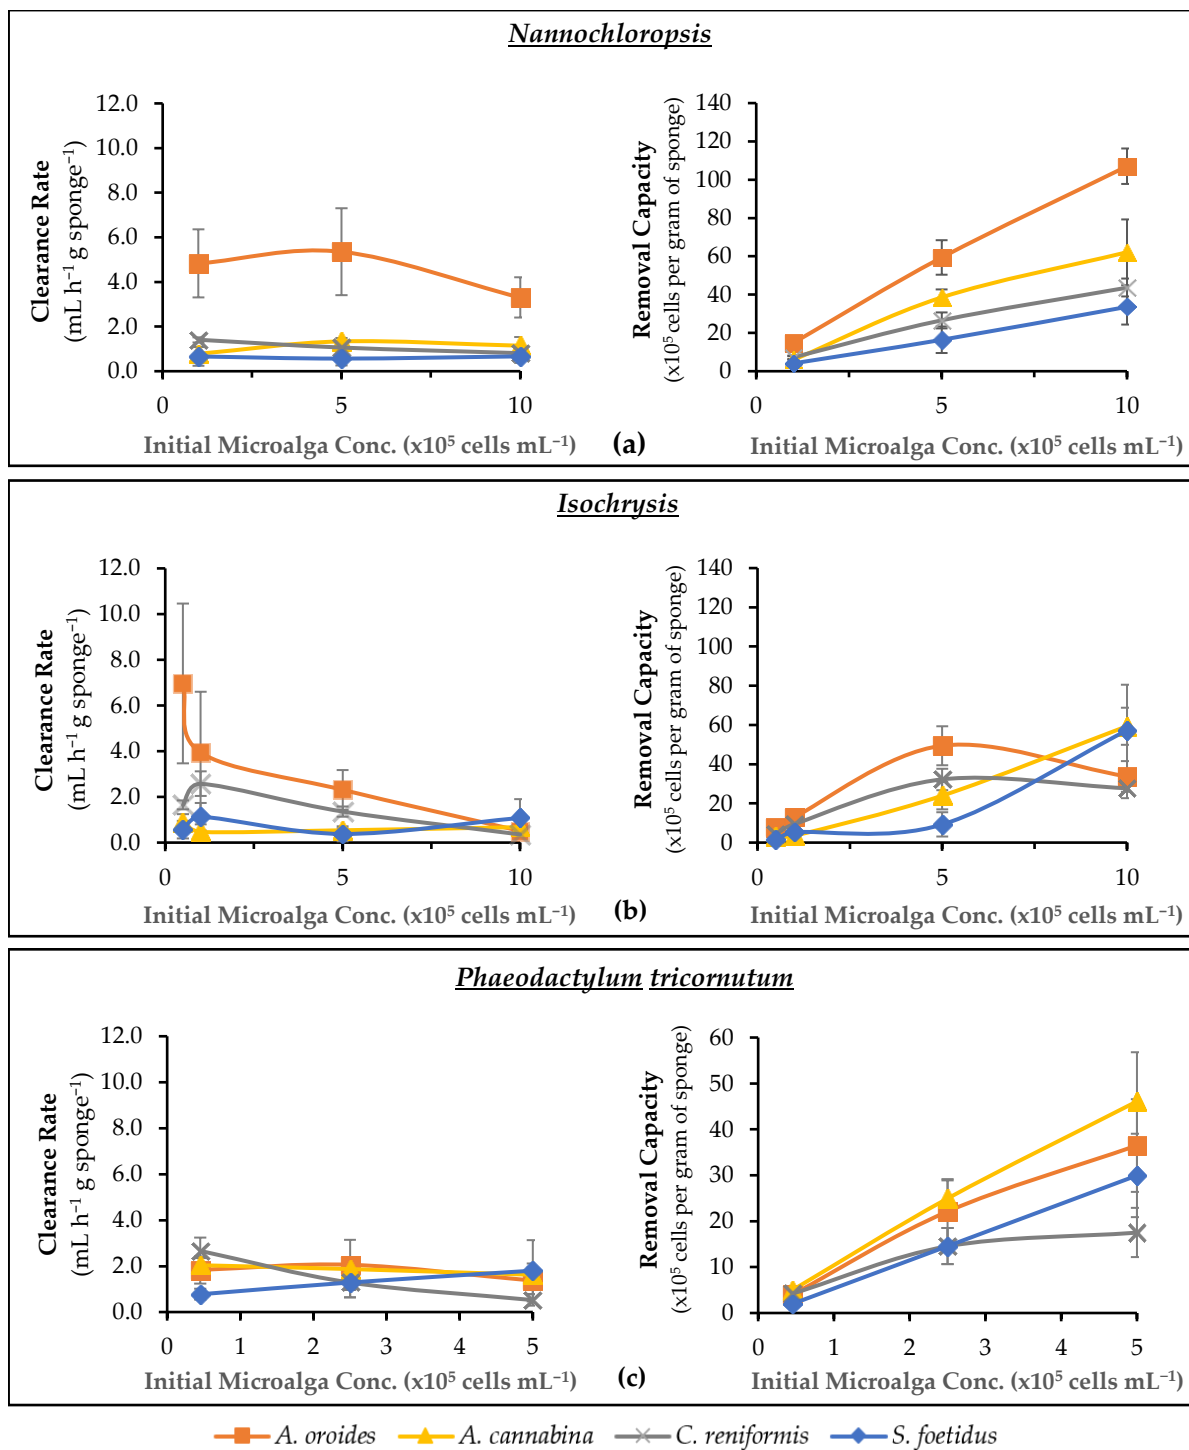 Nannochloropsis
Clearance Rate
(mL h⁻¹ g sponge⁻¹)
12.0
10.0
8.0
6.0
4.0
2.0
0.0
0 5 10
Initial Microalga Conc. (x10⁵ cells mL⁻¹)
(a)
Removal Capacity
(x10⁵ cells per gram of sponge)
140
120
100
80
60
40
20
0
0 5 10
Initial Microalga Conc. (x10⁵ cells mL⁻¹)
Isochrysis
Clearance Rate
(mL h⁻¹ g sponge⁻¹)
12.0
10.0
8.0
6.0
4.0
2.0
0.0
0 5 10
Initial Microalga Conc. (x10⁵ cells mL⁻¹)
(b)
Removal Capacity
(x10⁵ cells per gram of sponge)
140
120
100
80
60
40
20
0
0 5 10
Initial Microalga Conc. (x10⁵ cells mL⁻¹)
Phaeodactylum tricornutum
Clearance Rate
(mL h⁻¹ g sponge⁻¹)
12.0
10.0
8.0
6.0
4.0
2.0
0.0
0 1 2 3 4 5
Initial Microalga Conc. (x10⁵ cells mL⁻¹)
(c)
Removal Capacity
(x10⁵ cells per gram of sponge)
60
50
40
30
20
10
0
0 1 2 3 4 5
Initial Microalga Conc. (x10⁵ cells mL⁻¹)
A. oroides A. cannabina C. reniformis S. foetidus